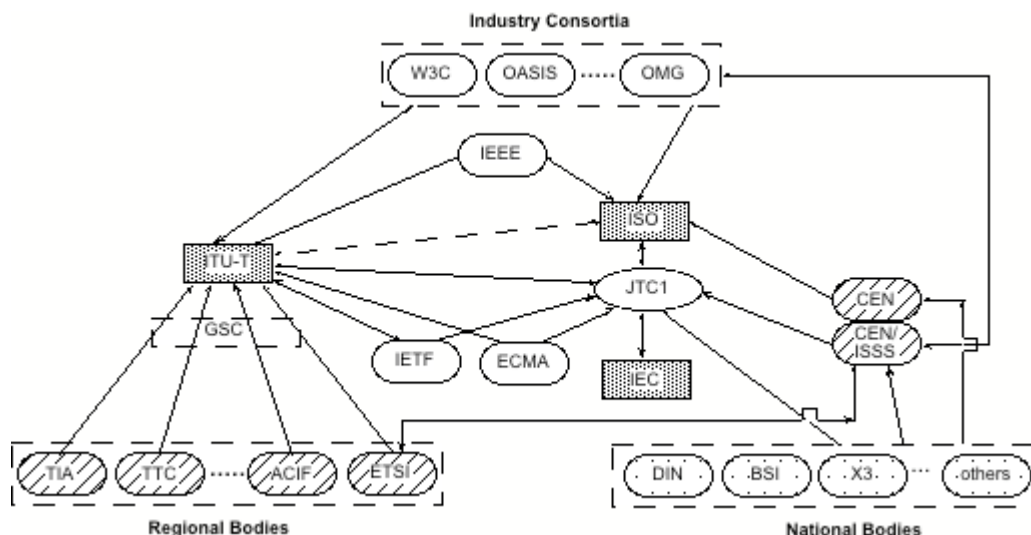 Industry Consortia
W3C
OASIS
OMG
IEEE
ISO
ITU-T
JTC1
CEN
GSC
CEN/
ISSS
IETF
ECMA
IEC
TIA
TTC
ACIF
ETSI
DIN
BSI
X3
others
Regional Bodies
National Bodies